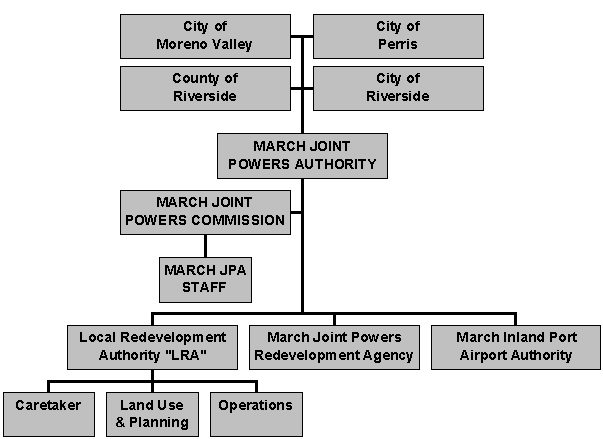 City of
Moreno Valley
City of
Perris
County of
Riverside
City of
Riverside
MARCH JOINT
POWERS AUTHORITY
MARCH JOINT
POWERS COMMISSION
MARCH JPA
STAFF
Local Redevelopment
Authority "LRA"
March Joint Powers
Redevelopment Agency
March Inland Port
Airport Authority
Caretaker
Land Use
& Planning
Operations